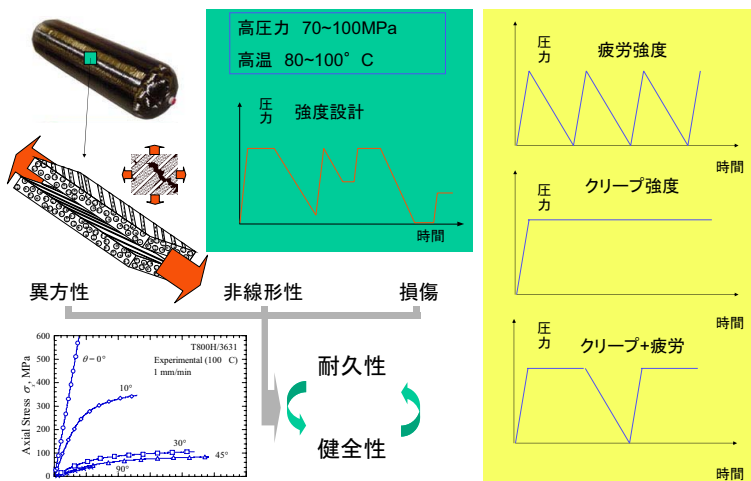 高圧力 70~100MPa
高温 80~100°C
圧力
強度設計
時間
異方性
非線形性
損傷
600
500
400
300
200
100
0
Axial Stress σx, MPa
T800H/3631
Experimental (100 C)
1 mm/min
θ=0°
10°
30°
45°
90°
耐久性
健全性
圧力
疲労強度
時間
圧力
クリープ強度
時間
圧力
クリープ+疲労
時間